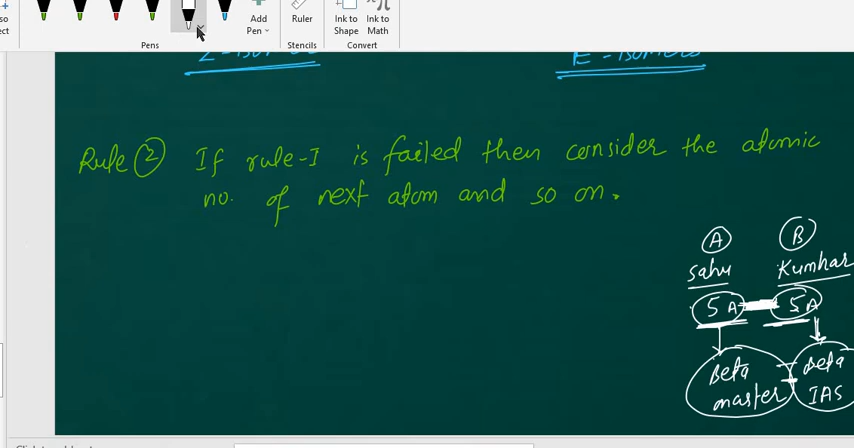 Add
Pen
Ruler
Ink to
Shape
Ink to
Math
Pens
Stencils
Convert
E - isomers
Rule 2 If rule-I is failed then consider the atomic
no. of next atom and so on.
A B
Sahu Kumhar
5 A 5 A
Beta
master
Beta
IAS